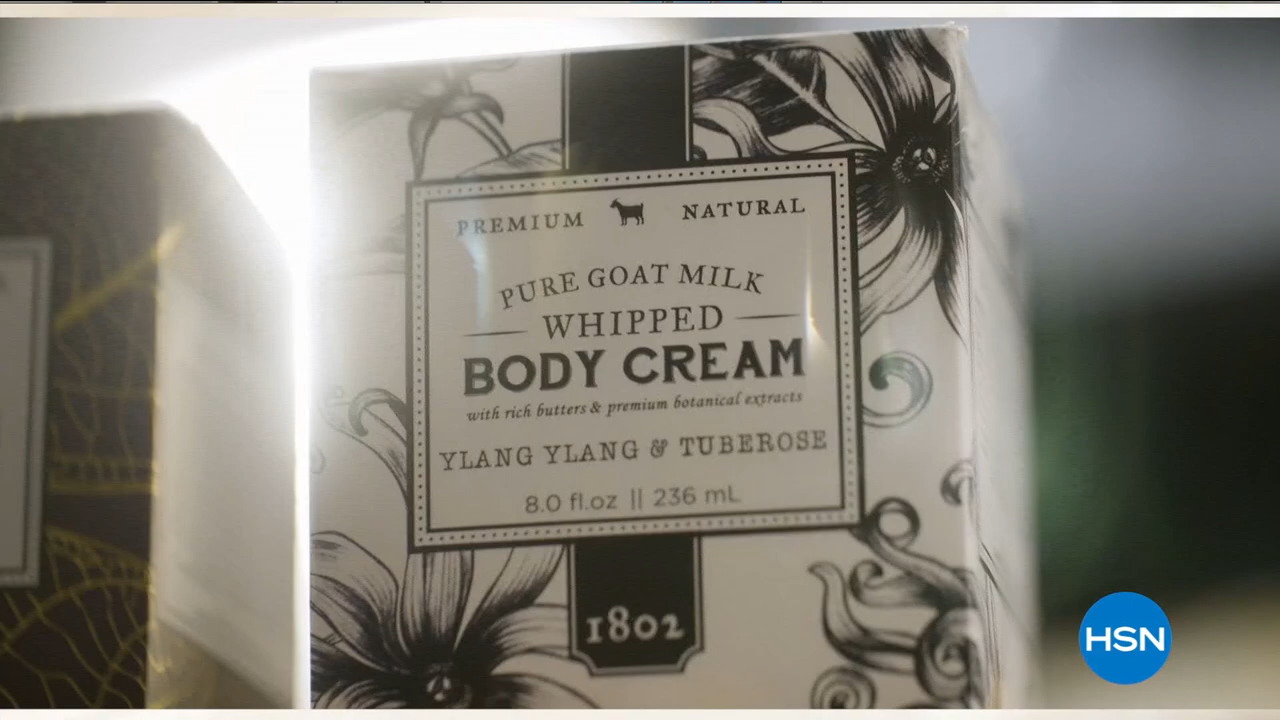 PREMIUM NATURAL
PURE GOAT MILK
WHIPPED
BODY CREAM
with rich butters & premium botanical extracts
YLANG YLANG & TUBEROSE
8.0 fl.oz || 236 mL
1802
HSN